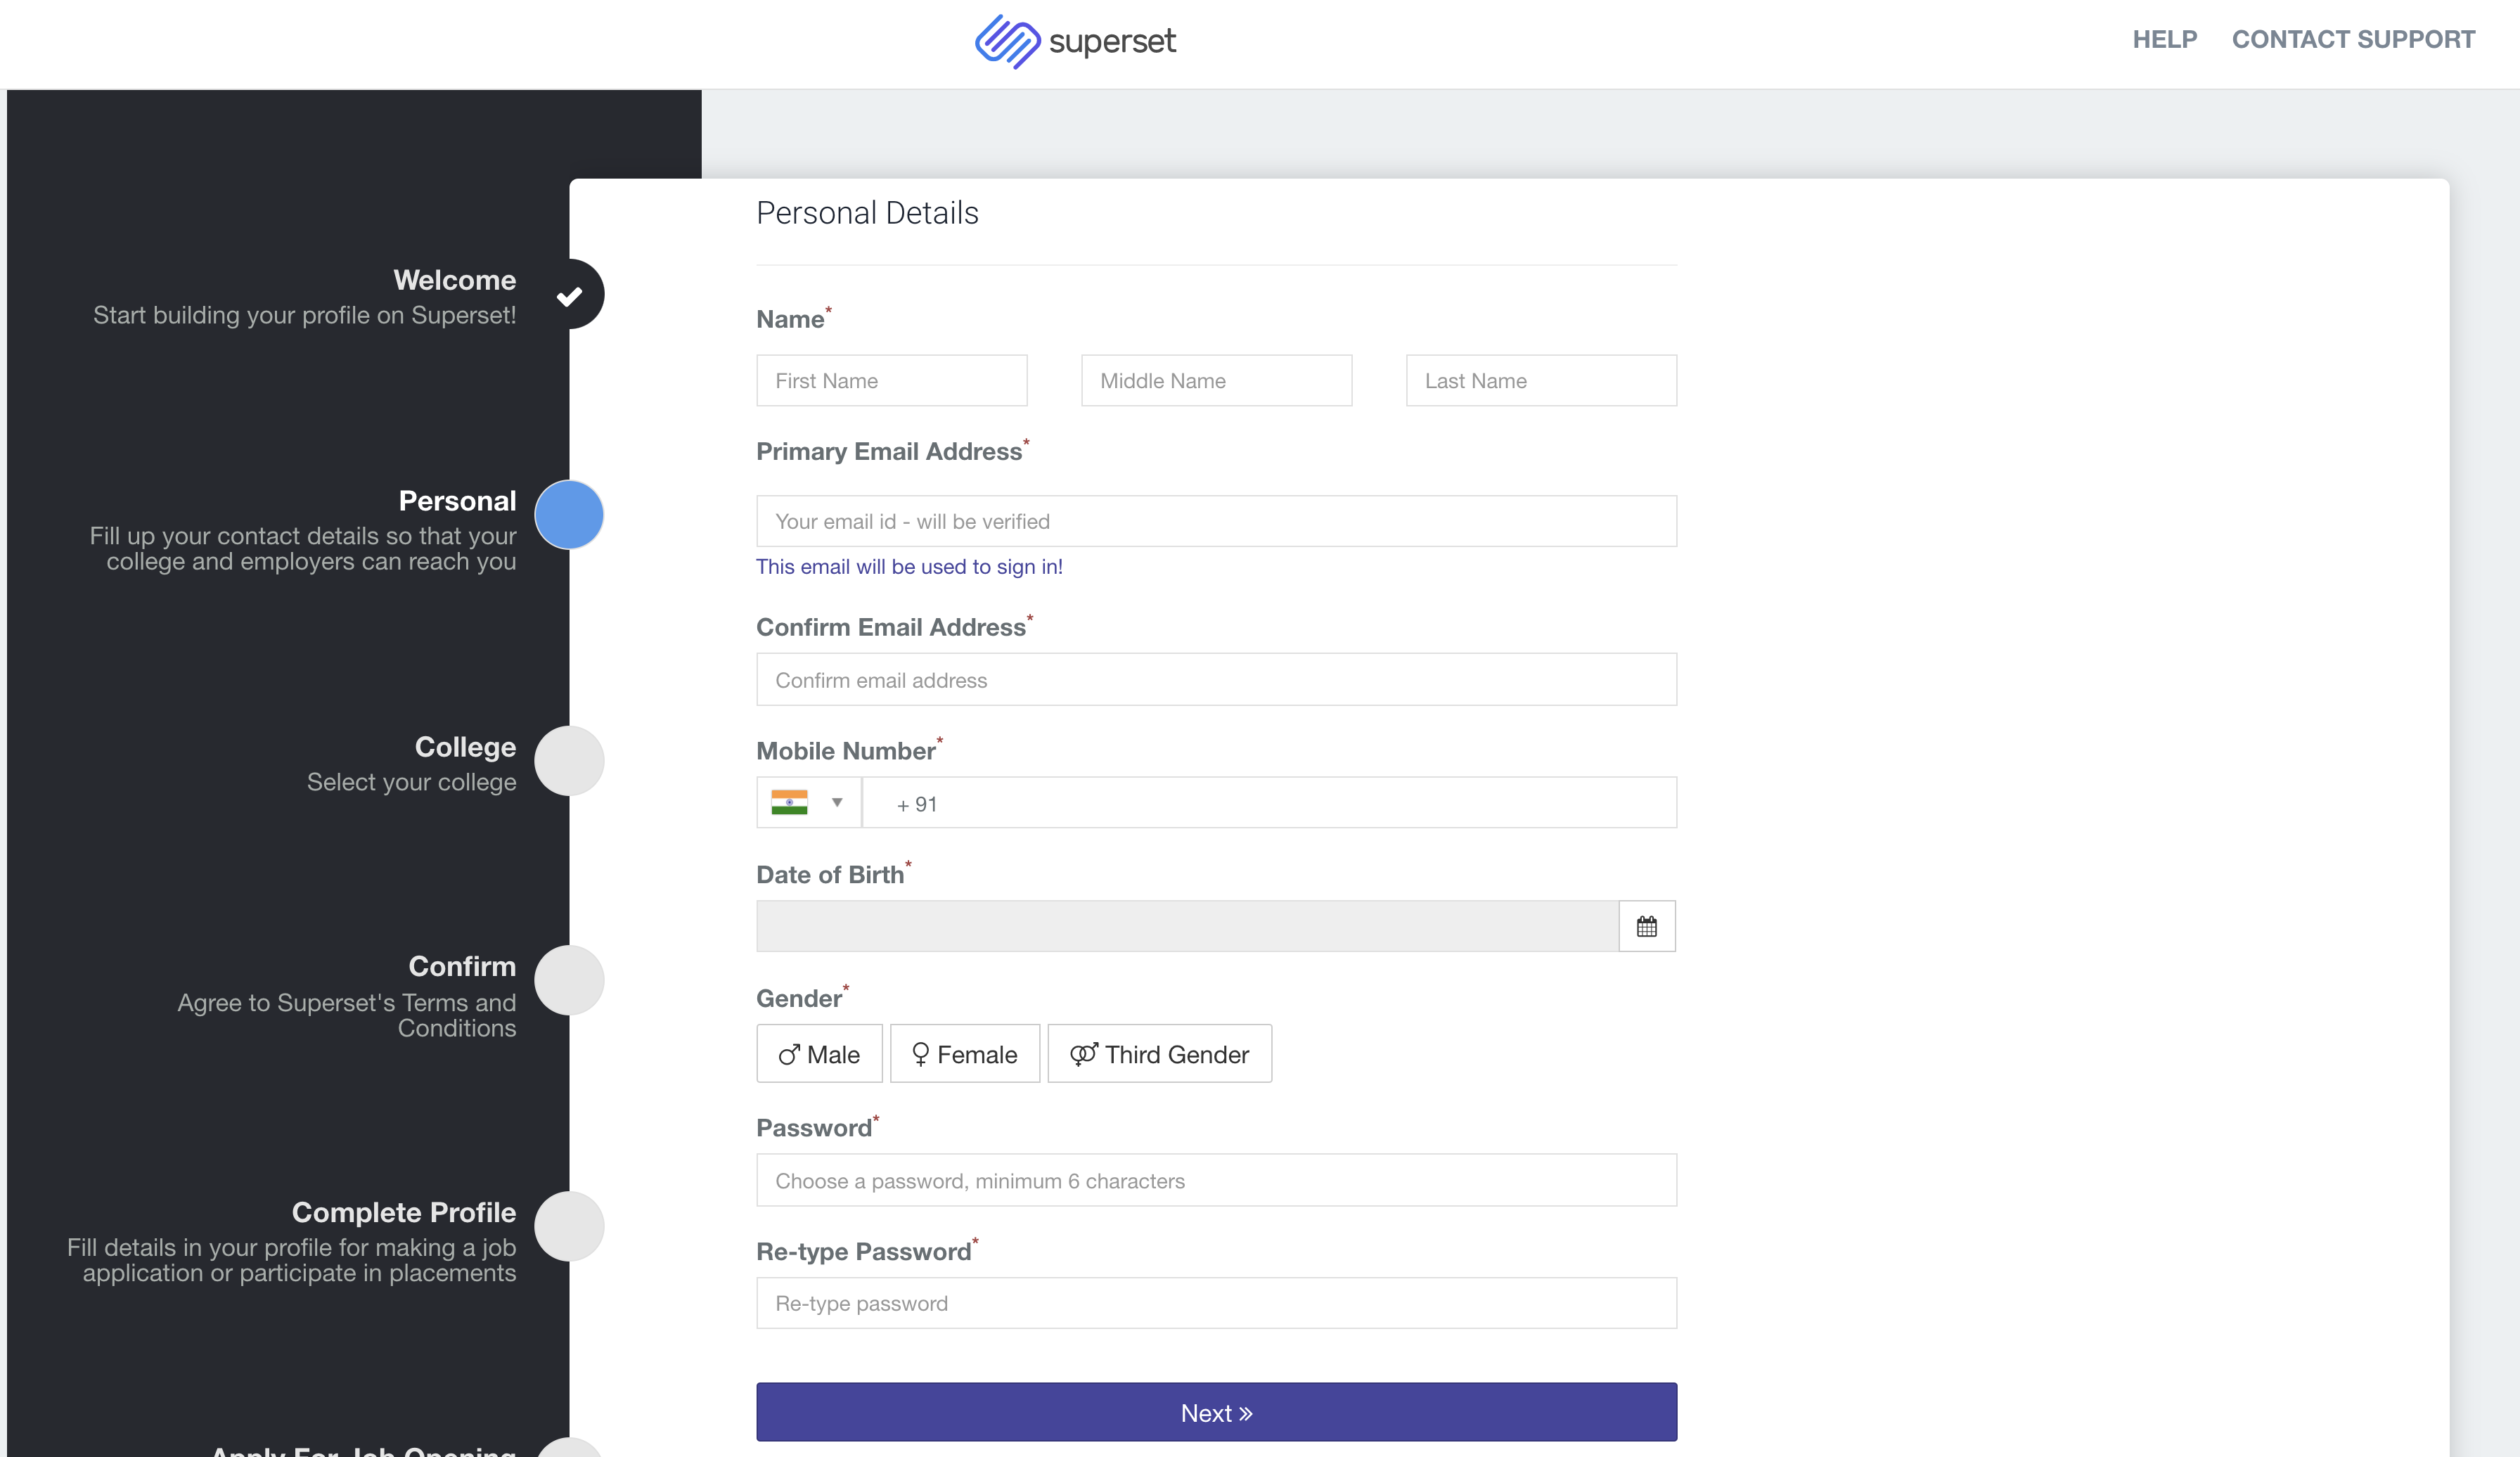 superset
HELP CONTACT SUPPORT
Welcome
Start building your profile on Superset!
Personal
Fill up your contact details so that your
college and employers can reach you
College
Select your college
Confirm
Agree to Superset's Terms and
Conditions
Complete Profile
Fill details in your profile for making a job
application or participate in placements
Apply For Job Opening
Personal Details
Name*
First Name Middle Name Last Name
Primary Email Address*
Your email id - will be verified
This email will be used to sign in!
Confirm Email Address*
Confirm email address
Mobile Number*
+ 91
Date of Birth*
Gender*
Male Female Third Gender
Password*
Choose a password, minimum 6 characters
Re-type Password*
Re-type password
Next »